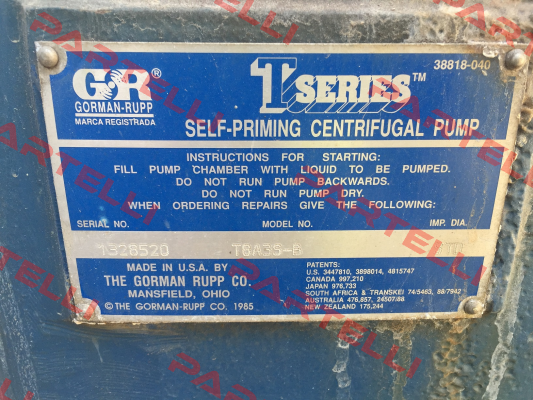 38818-040
GR®
GORMAN-RUPP
MARCA REGISTRADA
T SERIES™
SELF-PRIMING CENTRIFUGAL PUMP
INSTRUCTIONS FOR STARTING:
FILL PUMP CHAMBER WITH LIQUID TO BE PUMPED.
DO NOT RUN PUMP BACKWARDS.
DO NOT RUN PUMP DRY.
WHEN ORDERING REPAIRS GIVE THE FOLLOWING:
SERIAL NO. MODEL NO. IMP. DIA.
1328520
MADE IN U.S.A. BY
THE GORMAN RUPP CO.
MANSFIELD, OHIO
© THE GORMAN-RUPP CO. 1985
PATENTS:
U.S. 3447810, 3898014, 4815747
CANADA 997,210
JAPAN 976,733
SOUTH AFRICA & TRANSKEI 74/5463, 88/7942
AUSTRALIA 476,857, 24507/88
NEW ZEALAND 175,244
PARTELLI